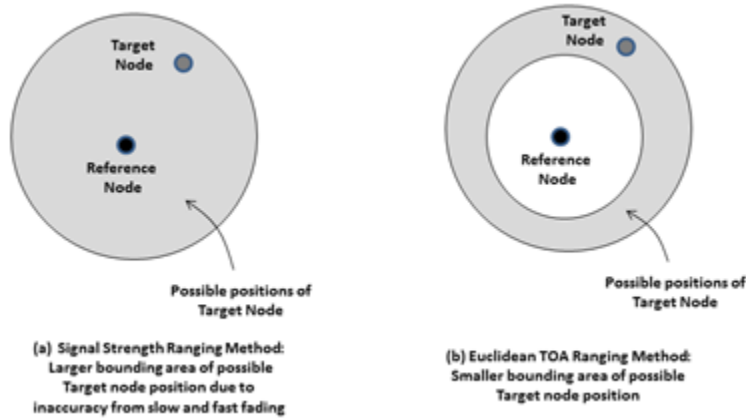 Target
Node
Reference
Node
Possible positions of
Target Node
(a) Signal Strength Ranging Method:
Larger bounding area of possible
Target node position due to
inaccuracy from slow and fast fading
Target
Node
Reference
Node
Possible positions of
Target Node
(b) Euclidean TOA Ranging Method:
Smaller bounding area of possible
Target node position